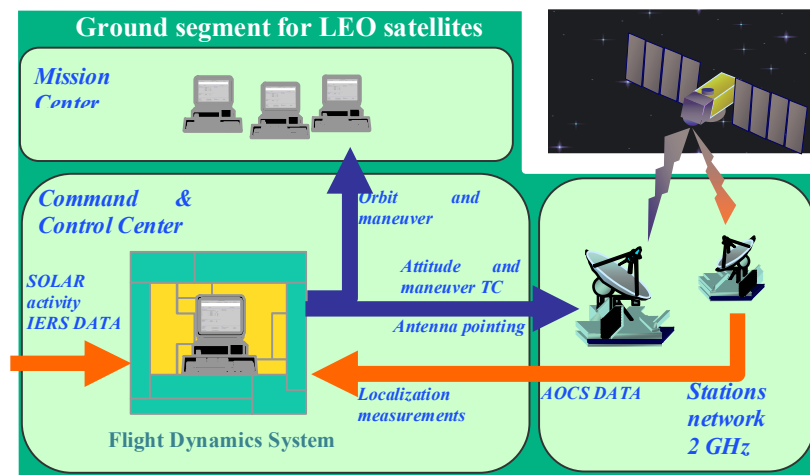 Ground segment for LEO satellites
Mission
Center
Command &
Control Center
Orbit and
maneuver
SOLAR
activity
IERS DATA
Attitude and
maneuver TC
Antenna pointing
Localization
measurements
AOCS DATA
Stations
network
2 GHz
Flight Dynamics System